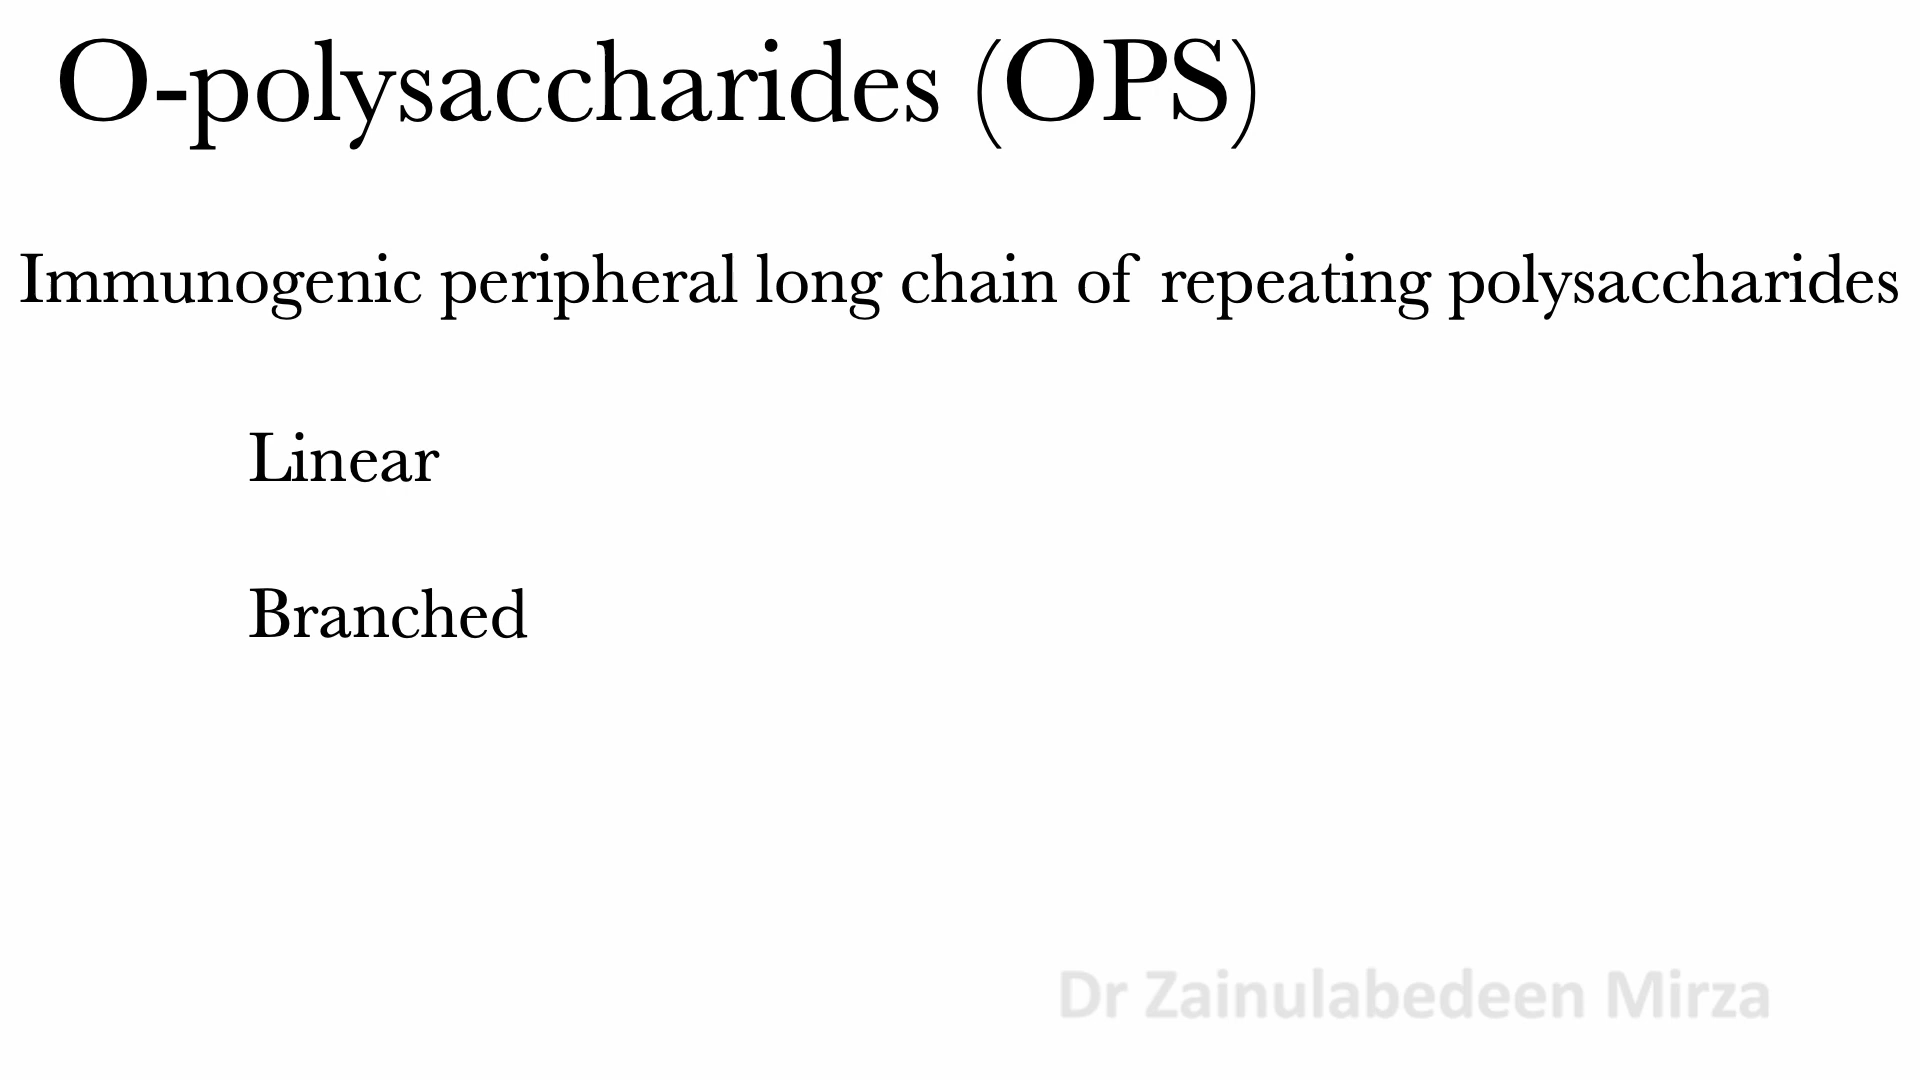 O-polysaccharides (OPS)
Immunogenic peripheral long chain of repeating polysaccharides
Linear
Branched
Dr Zainulabedeen Mirza